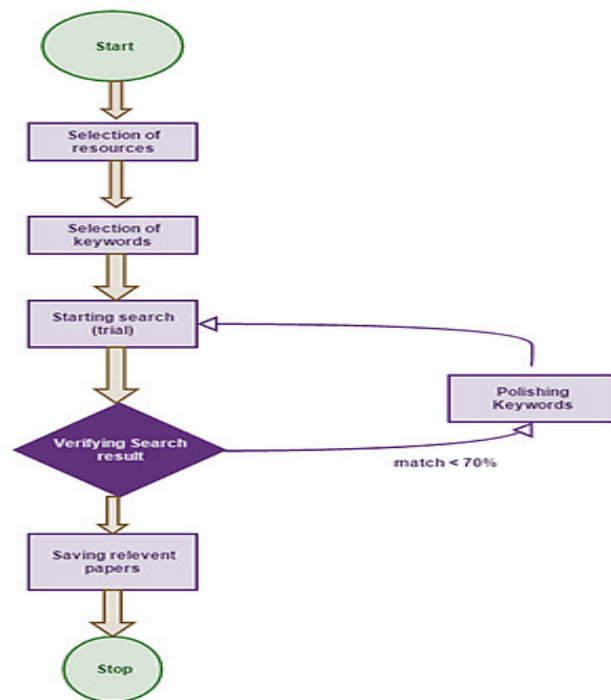 Start
Selection of
resources
Selection of
keywords
Starting search
(trial)
Polishing
Keywords
Verifying Search
result
match < 70%
Saving relevent
papers
Stop